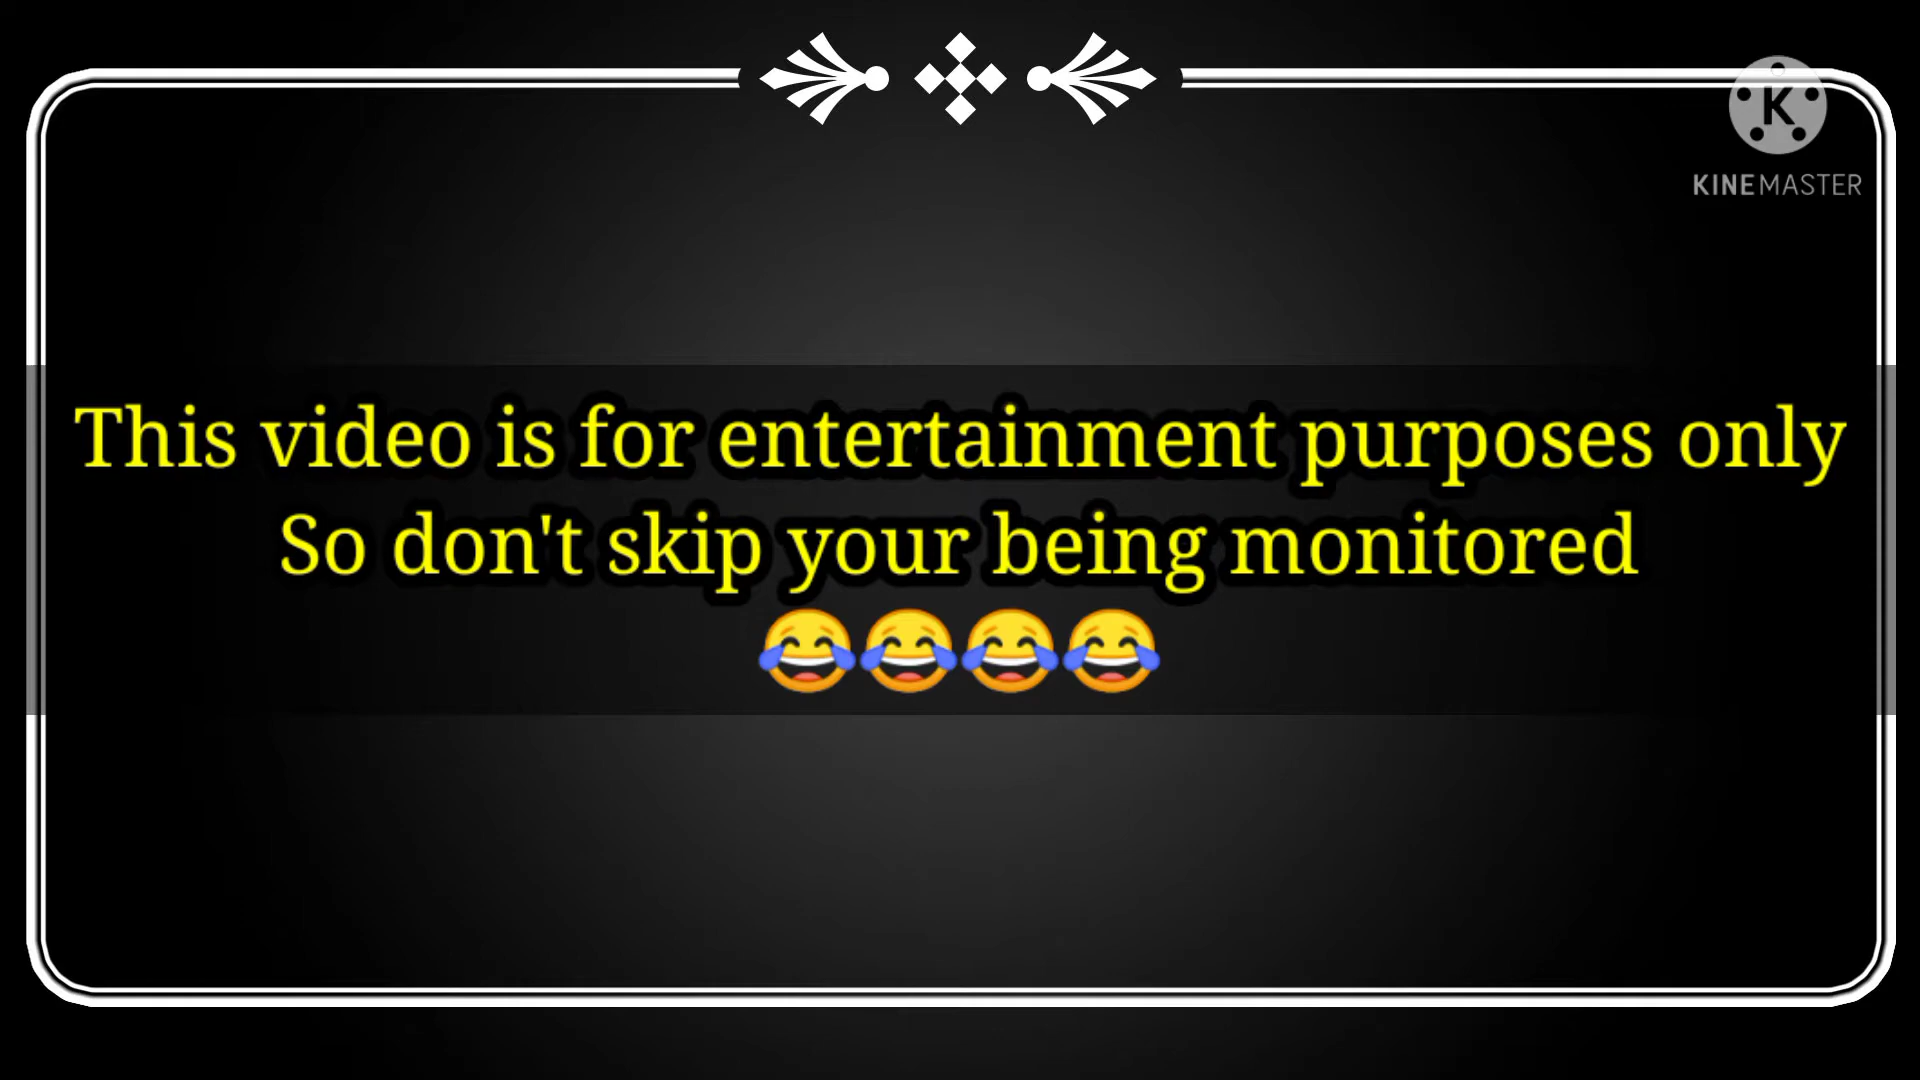 K
KINEMASTER
This video is for entertainment purposes only
So don't skip your being monitored
😂😂😂😂